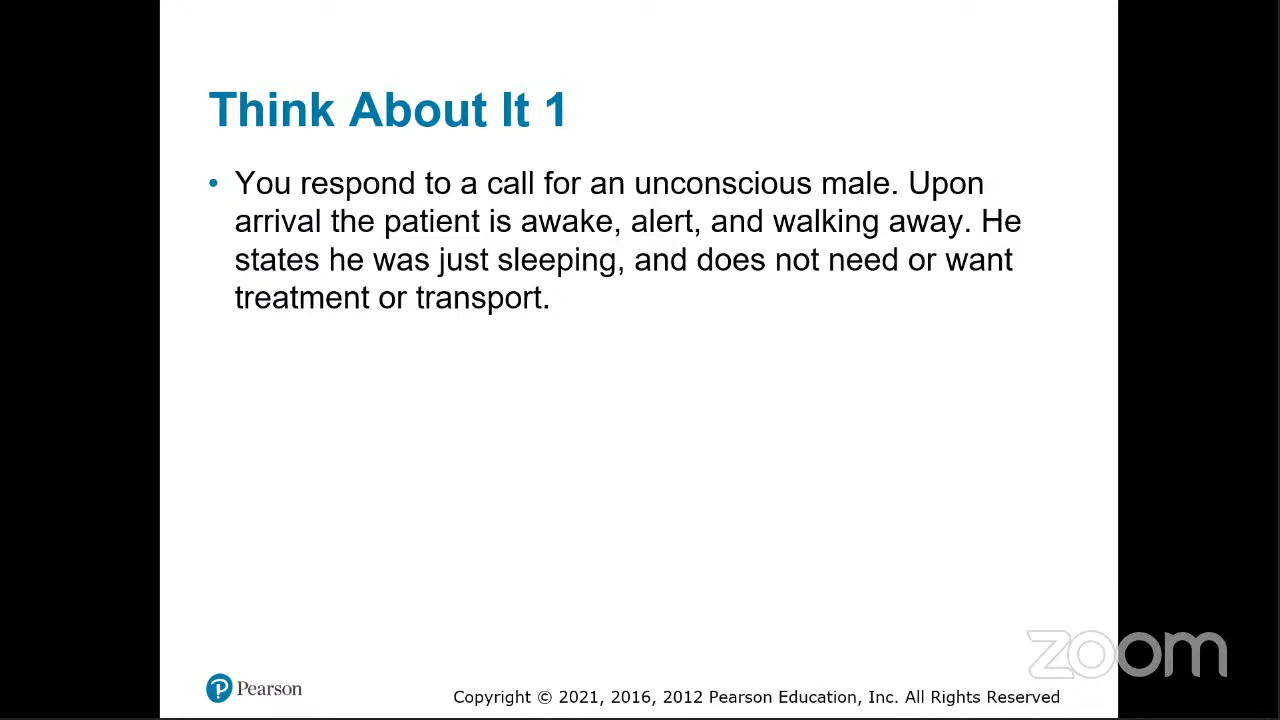 Think About It 1
• You respond to a call for an unconscious male. Upon
arrival the patient is awake, alert, and walking away. He
states he was just sleeping, and does not need or want
treatment or transport.
zoom
Pearson
Copyright © 2021, 2016, 2012 Pearson Education, Inc. All Rights Reserved